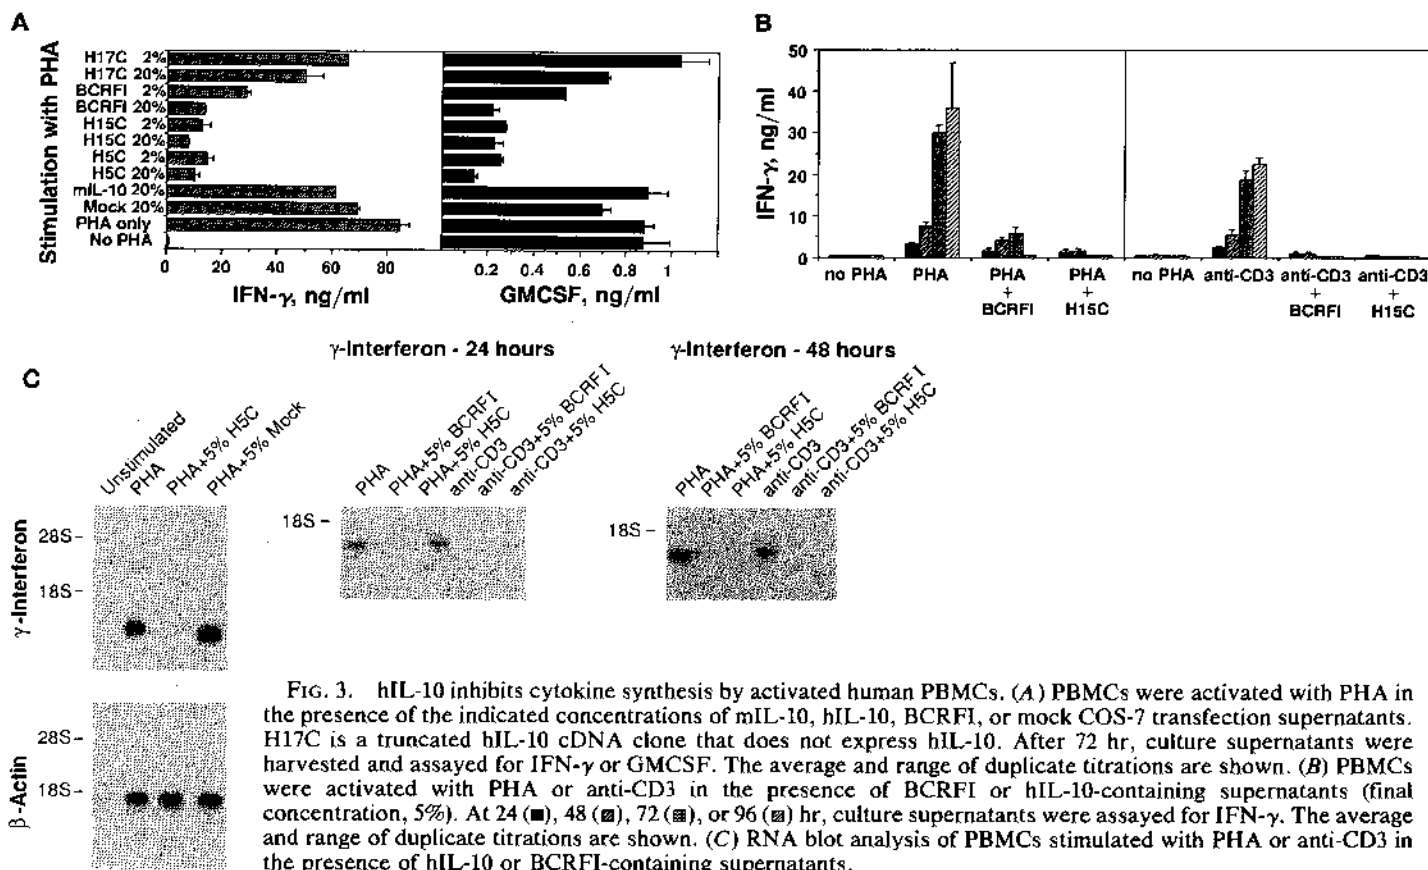 A
Stimulation with PHA
H17C 2%
H17C 20%
BCRFI 2%
BCRFI 20%
H15C 2%
H15C 20%
H5C 2%
H5C 20%
mIL-10 20%
Mock 20%
PHA only
No PHA
0 20 40 60 80
0.2 0.4 0.6 0.8 1
IFN-γ, ng/ml
GMCSF, ng/ml
B
IFN-γ, ng/ml
50
40
30
20
10
0
no PHA PHA PHA + BCRFI PHA + H15C no PHA anti-CD3 anti-CD3 + BCRFI anti-CD3 + H15C
C
Unstimulated
PHA
PHA+5% H5C
PHA+5% Mock
γ-Interferon
28S-
18S-
β-Actin
28S-
18S-
γ-Interferon - 24 hours
PHA
PHA+5% BCRFI
PHA+5% H5C
anti-CD3
anti-CD3+5% BCRFI
anti-CD3+5% H5C
18S -
γ-Interferon - 48 hours
PHA
PHA+5% BCRFI
PHA+5% H5C
anti-CD3
anti-CD3+5% BCRFI
anti-CD3+5% H5C
18S -
FIG. 3. hIL-10 inhibits cytokine synthesis by activated human PBMCs. (A) PBMCs were activated with PHA in
the presence of the indicated concentrations of mIL-10, hIL-10, BCRFI, or mock COS-7 transfection supernatants.
H17C is a truncated hIL-10 cDNA clone that does not express hIL-10. After 72 hr, culture supernatants were
harvested and assayed for IFN-γ or GMCSF. The average and range of duplicate titrations are shown. (B) PBMCs
were activated with PHA or anti-CD3 in the presence of BCRFI or hIL-10-containing supernatants (final
concentration, 5%). At 24 (■), 48 (▨), 72 (▩), or 96 (▨) hr, culture supernatants were assayed for IFN-γ. The average
and range of duplicate titrations are shown. (C) RNA blot analysis of PBMCs stimulated with PHA or anti-CD3 in
the presence of hIL-10 or BCRFI-containing supernatants.